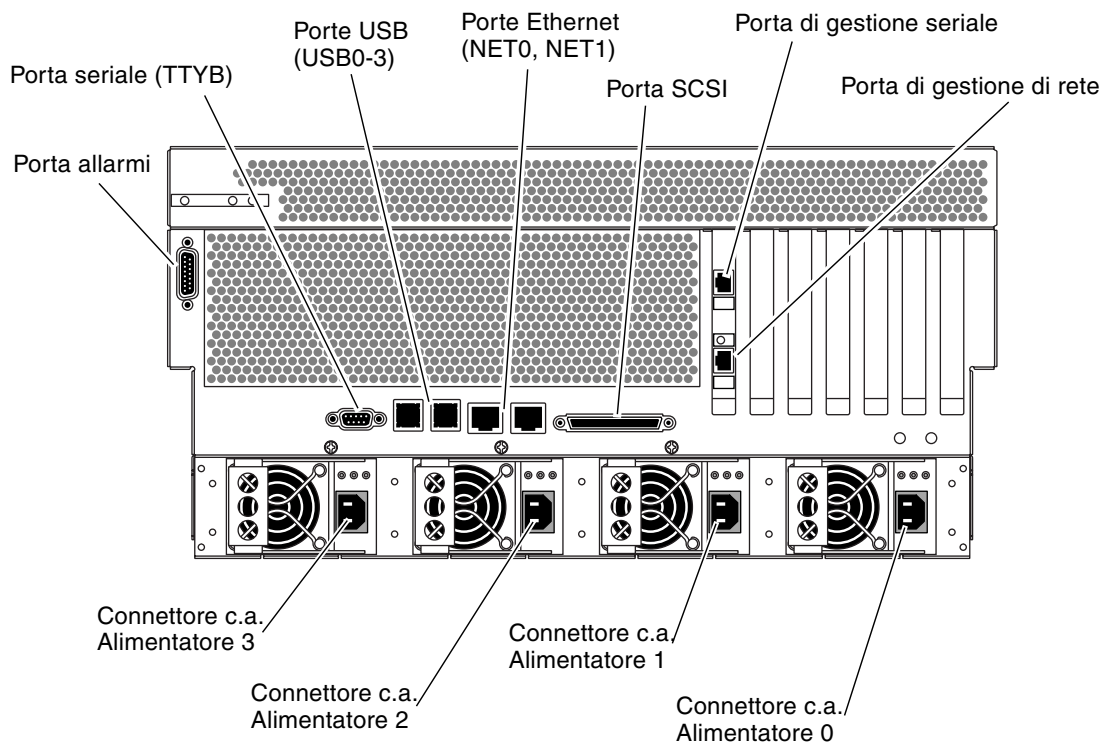 Porta di gestione seriale
Porte Ethernet
(NET0, NET1)
Porte USB
(USB0-3)
Porta seriale (TTYB)
Porta SCSI
Porta di gestione di rete
Porta allarmi
Connettore c.a.
Alimentatore 3
Connettore c.a.
Alimentatore 2
Connettore c.a.
Alimentatore 1
Connettore c.a.
Alimentatore 0